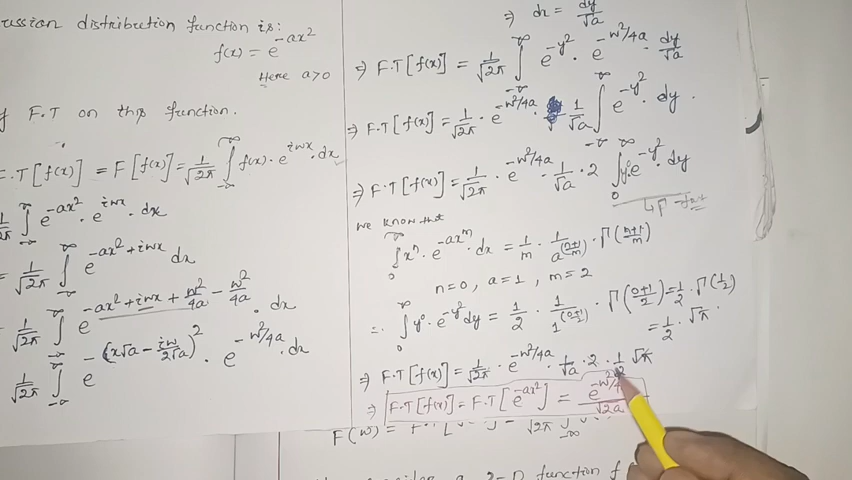 ussian distribution function is:
f(x) = e^{-ax^2}
Here a>0
F.T on this function.
F.T[f(x)] = F[f(x)] = 1/√2π ∫_{-∞}^{∞} f(x)·e^{iwx}·dx
∫_{-∞}^{∞} e^{-ax^2}·e^{iwx}·dx
= 1/√2π ∫_{-∞}^{∞} e^{-ax^2+iwx} dx
1/√2π ∫_{-∞}^{∞} e^{-ax^2+iwx+w^2/4a-w^2/4a}·dx
1/√2π ∫_{-∞}^{∞} e^{-(x√a-iw/2√a)^2}·e^{-w^2/4a}·dx
⇒ dx = dy/√a
⇒ F.T[f(x)] = 1/√2π ∫_{-∞}^{∞} e^{-y^2}·e^{-w^2/4a}·dy/√a
⇒ F.T[f(x)] = 1/√2π·e^{-w^2/4a}· 1/√a ∫_{-∞}^{∞} e^{-y^2}·dy.
⇒ F.T[f(x)] = 1/√2π·e^{-w^2/4a}·1/√a·2 ∫_{0}^{∞} y^0 e^{-y^2}·dy
we know that
∫_{0}^{∞} x^n·e^{-ax^m}·dx = 1/m·1/a^{(n+1/m)}·Γ(n+1/m)
n=0, a=1, m=2
∴ ∫_{0}^{∞} y^0·e^{-y^2} dy = 1/2·1/1^{(0+1/2)}·Γ(0+1/2) = 1/2·Γ(1/2)
= 1/2·√π.
⇒ F.T[f(x)] = 1/√2π·e^{-w^2/4a}·1/√a·2·1/2 √π
⇒ F.T[f(x)] = F.T[e^{-ax^2}] = e^{-w^2/4a}/√2a
F(w) =
2-D function f